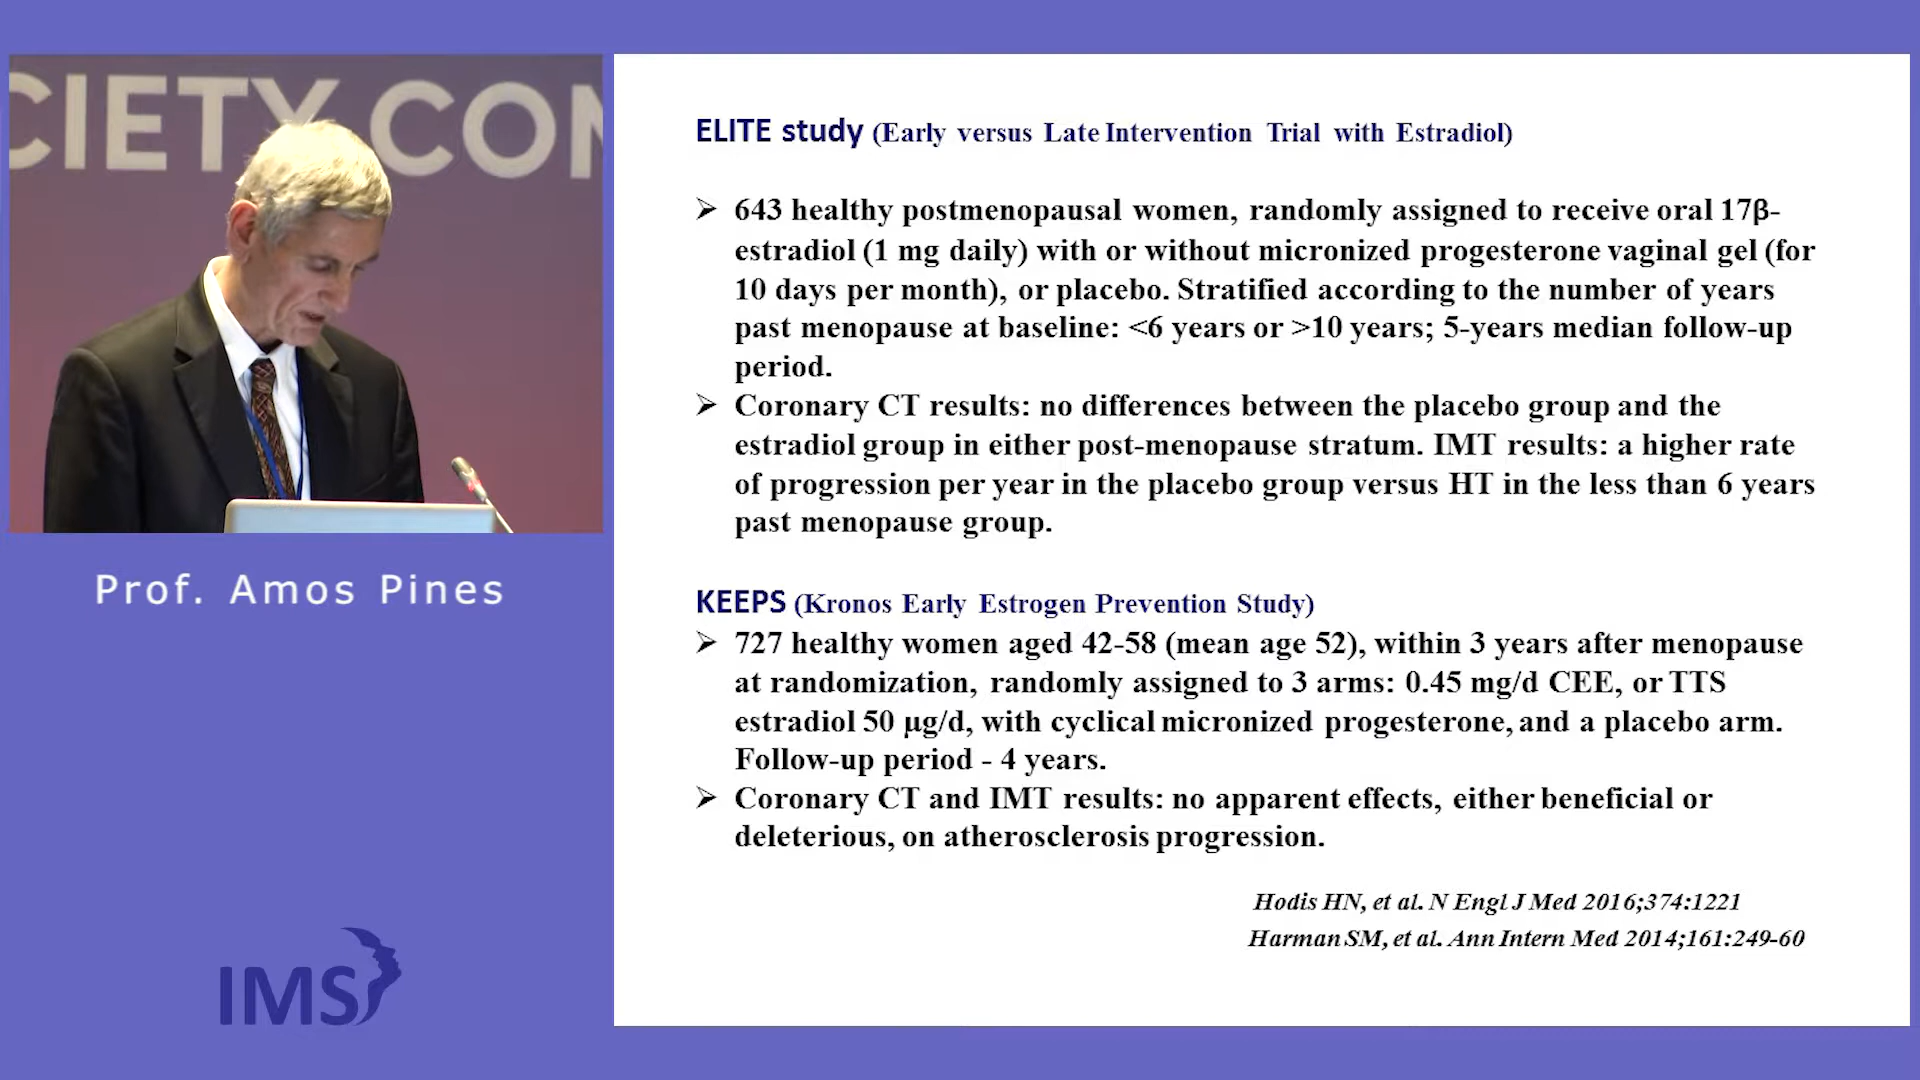 CIETY CON
Prof. Amos Pines
IMS
ELITE study (Early versus Late Intervention Trial with Estradiol)
➢ 643 healthy postmenopausal women, randomly assigned to receive oral 17β-
estradiol (1 mg daily) with or without micronized progesterone vaginal gel (for
10 days per month), or placebo. Stratified according to the number of years
past menopause at baseline: <6 years or >10 years; 5-years median follow-up
period.
➢ Coronary CT results: no differences between the placebo group and the
estradiol group in either post-menopause stratum. IMT results: a higher rate
of progression per year in the placebo group versus HT in the less than 6 years
past menopause group.
KEEPS (Kronos Early Estrogen Prevention Study)
➢ 727 healthy women aged 42-58 (mean age 52), within 3 years after menopause
at randomization, randomly assigned to 3 arms: 0.45 mg/d CEE, or TTS
estradiol 50 µg/d, with cyclical micronized progesterone, and a placebo arm.
Follow-up period - 4 years.
➢ Coronary CT and IMT results: no apparent effects, either beneficial or
deleterious, on atherosclerosis progression.
Hodis HN, et al. N Engl J Med 2016;374:1221
Harman SM, et al. Ann Intern Med 2014;161:249-60